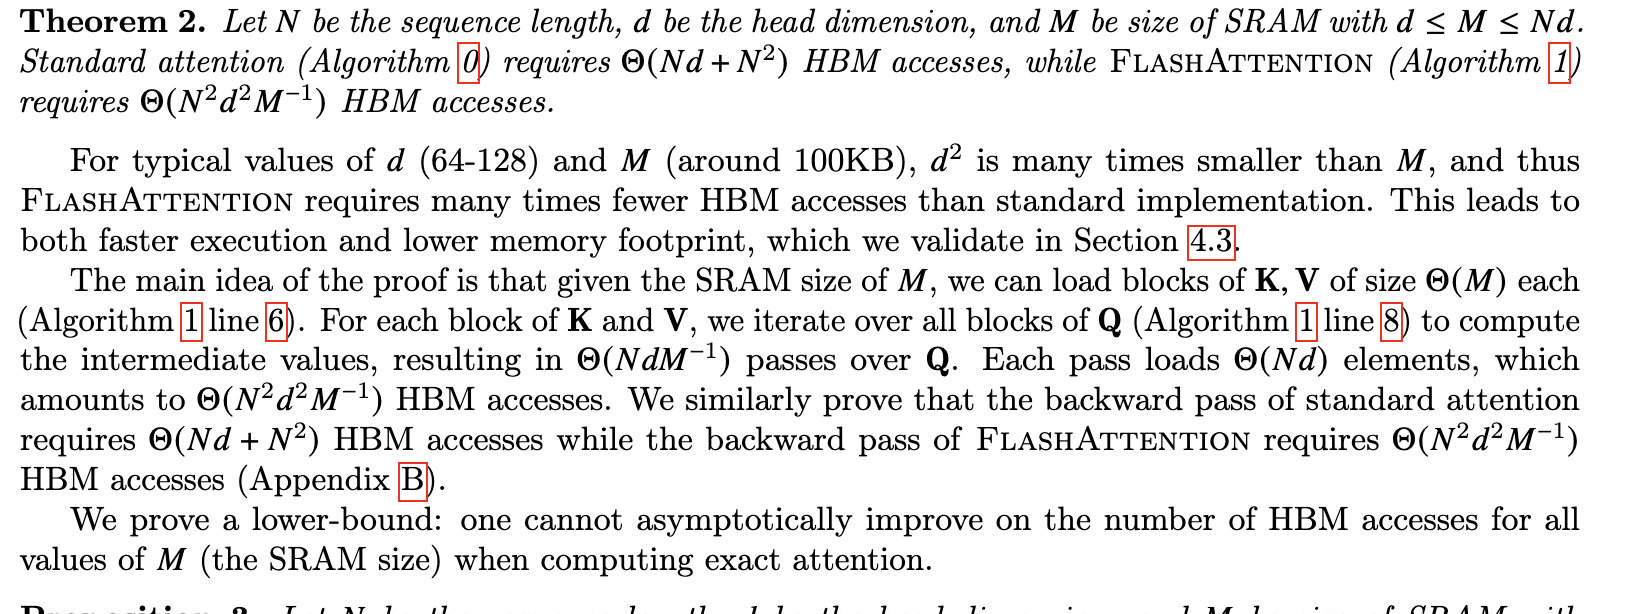 Theorem 2. Let N be the sequence length, d be the head dimension, and M be size of SRAM with d ≤ M ≤ Nd.
Standard attention (Algorithm 0) requires Θ(Nd + N²) HBM accesses, while FLASHATTENTION (Algorithm 1)
requires Θ(N²d²M⁻¹) HBM accesses.
For typical values of d (64-128) and M (around 100KB), d² is many times smaller than M, and thus
FLASHATTENTION requires many times fewer HBM accesses than standard implementation. This leads to
both faster execution and lower memory footprint, which we validate in Section 4.3.
The main idea of the proof is that given the SRAM size of M, we can load blocks of K, V of size Θ(M) each
(Algorithm 1 line 6). For each block of K and V, we iterate over all blocks of Q (Algorithm 1 line 8) to compute
the intermediate values, resulting in Θ(NdM⁻¹) passes over Q. Each pass loads Θ(Nd) elements, which
amounts to Θ(N²d²M⁻¹) HBM accesses. We similarly prove that the backward pass of standard attention
requires Θ(Nd + N²) HBM accesses while the backward pass of FLASHATTENTION requires Θ(N²d²M⁻¹)
HBM accesses (Appendix B).
We prove a lower-bound: one cannot asymptotically improve on the number of HBM accesses for all
values of M (the SRAM size) when computing exact attention.